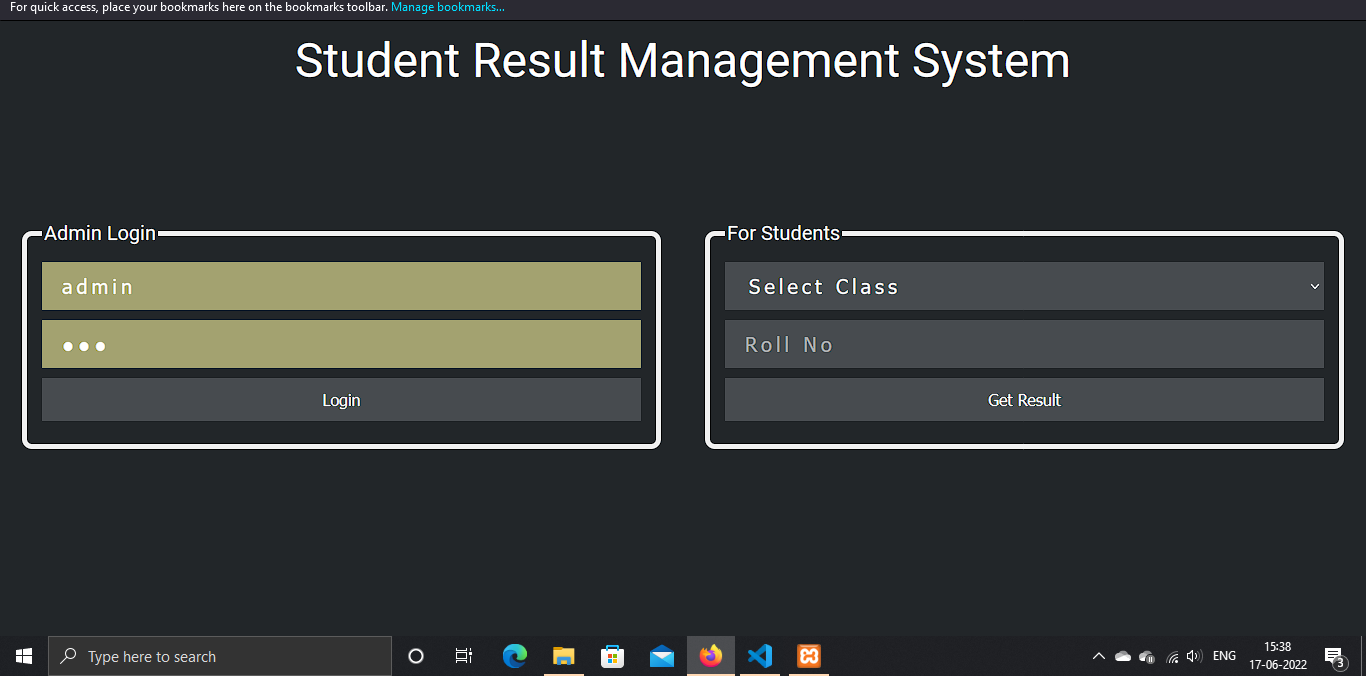 For quick access, place your bookmarks here on the bookmarks toolbar. Manage bookmarks...
Student Result Management System
Admin Login
admin
Login
For Students
Select Class
Roll No
Get Result
Type here to search
ENG
15:38
17-06-2022
3